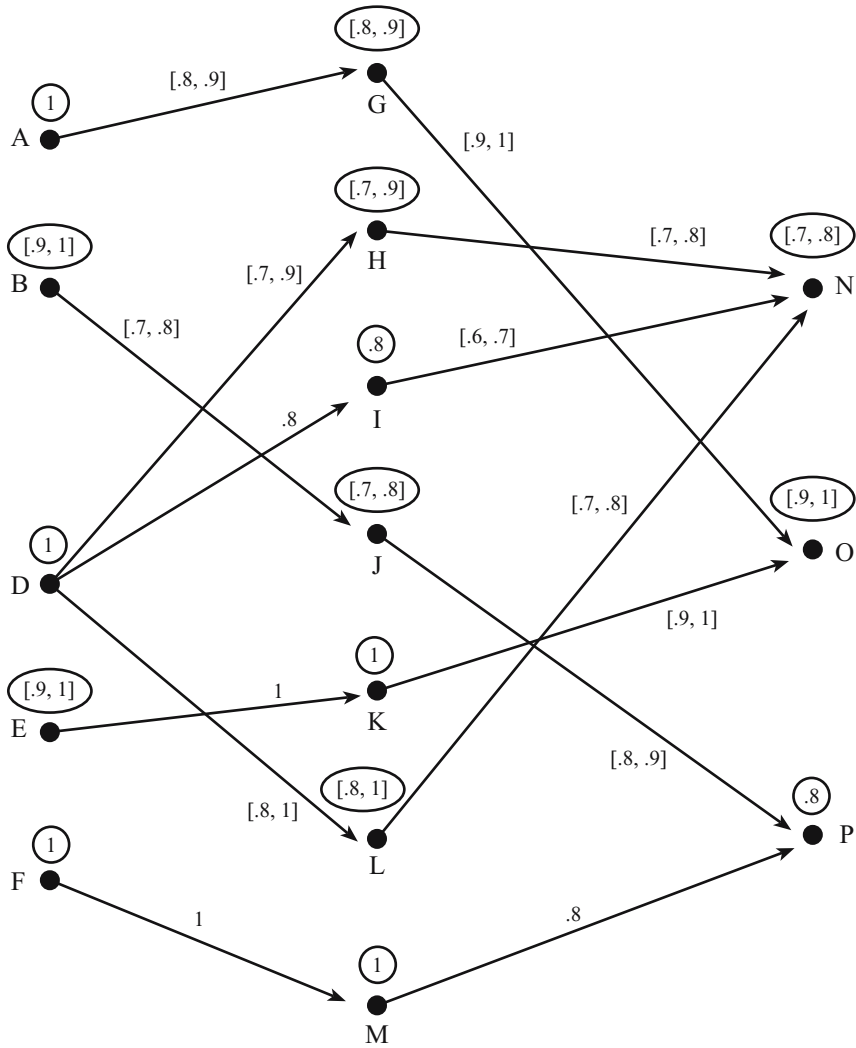 [.8, .9]
[.8, .9]
1
A
G
[.9, 1]
[.7, .9]
[.7, .8]
[.7, .8]
[.9, 1]
H
B
[.7, .9]
N
[.7, .8]
.8
[.6, .7]
I
.8
[.7, .8]
[.7, .8]
[.9, 1]
1
J
O
D
[.9, 1]
1
[.9, 1]
1
E
K
[.8, .9]
[.8, 1]
.8
[.8, 1]
P
1
L
F
1
.8
1
M